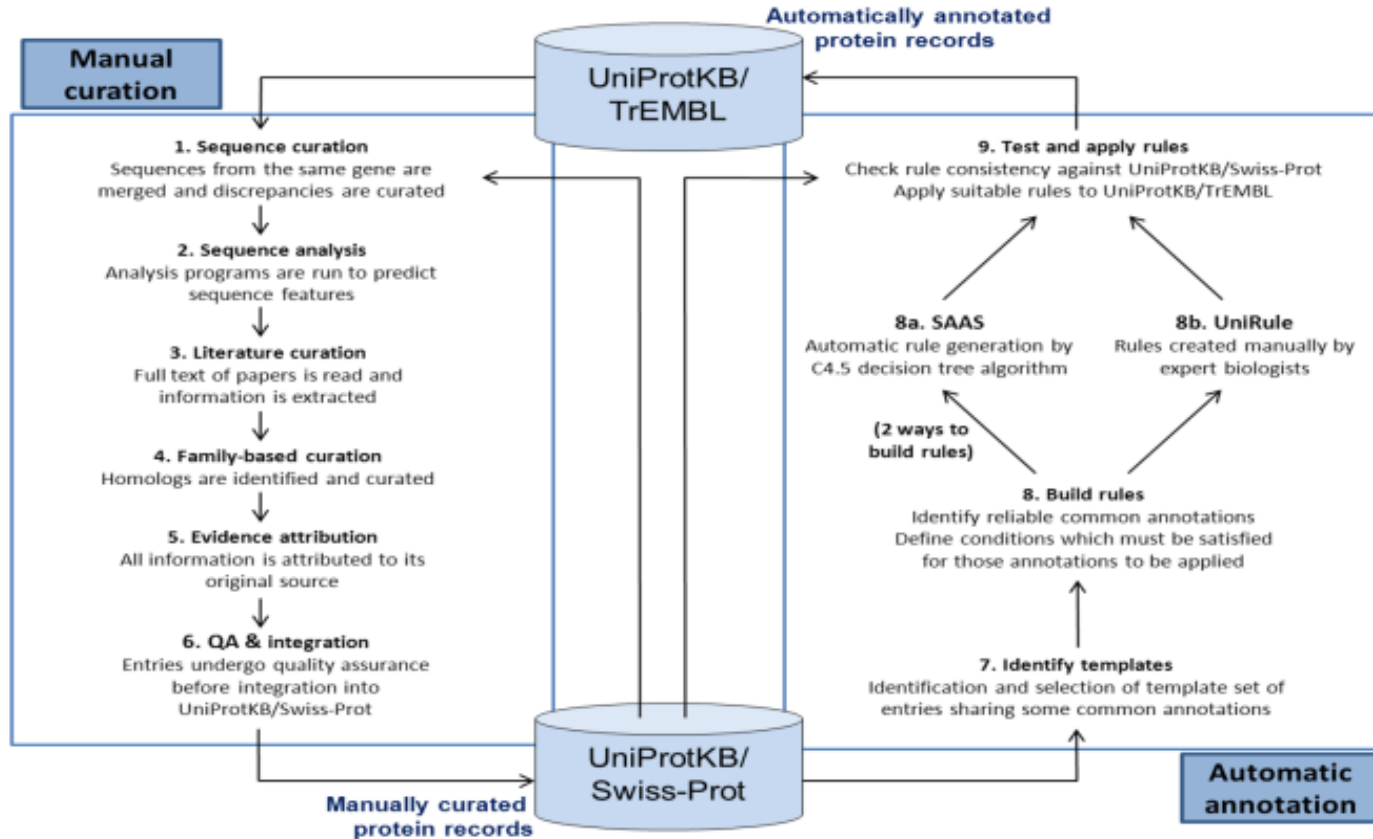 Automatically annotated
protein records
Manual
curation
UniProtKB/
TrEMBL
1. Sequence curation
Sequences from the same gene are
merged and discrepancies are curated
2. Sequence analysis
Analysis programs are run to predict
sequence features
3. Literature curation
Full text of papers is read and
information is extracted
4. Family-based curation
Homologs are identified and curated
5. Evidence attribution
All information is attributed to its
original source
6. QA & integration
Entries undergo quality assurance
before integration into
UniProtKB/Swiss-Prot
9. Test and apply rules
Check rule consistency against UniProtKB/Swiss-Prot
Apply suitable rules to UniProtKB/TrEMBL
8a. SAAS
Automatic rule generation by
C4.5 decision tree algorithm
8b. UniRule
Rules created manually by
expert biologists
(2 ways to
build rules)
8. Build rules
Identify reliable common annotations
Define conditions which must be satisfied
for those annotations to be applied
7. Identify templates
Identification and selection of template set of
entries sharing some common annotations
UniProtKB/
Swiss-Prot
Manually curated
protein records
Automatic
annotation